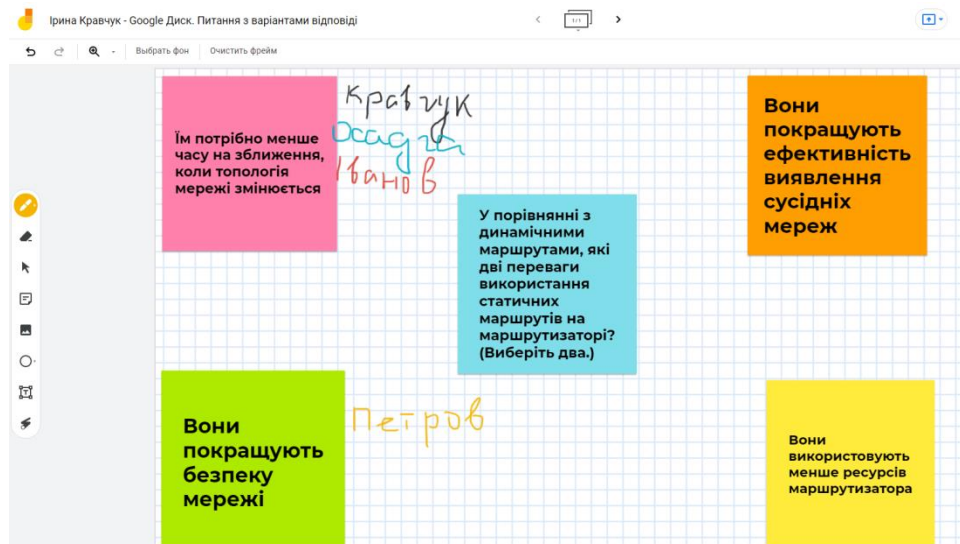 Ірина Кравчук - Google Диск. Питання з варіантами відповіді
1/1
Выбрать фон
Очистить фрейм
Їм потрібно менше
часу на зближення,
коли топологія
мережі змінюється
Кравчук
Осадча
Іванов
Вони
покращують
ефективність
виявлення
сусідніх
мереж
У порівнянні з
динамічними
маршрутами, які
дві переваги
використання
статичних
маршрутів на
маршрутизаторі?
(Виберіть два.)
Вони
покращують
безпеку
мережі
Петров
Вони
використовують
менше ресурсів
маршрутизатора